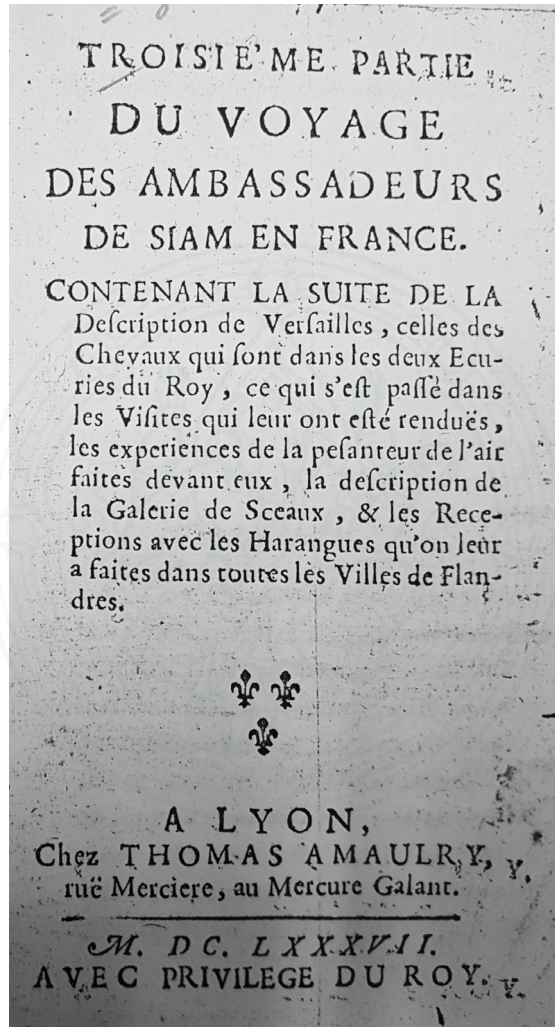 TROISIE'ME PARTIE
DU VOYAGE
DES AMBASSADEURS
DE SIAM EN FRANCE.
CONTENANT LA SUITE DE LA
Deſcription de Verſailles, celles des
Chevaux qui ſont dans les deux Ecu-
ries du Roy, ce qui s'eſt paſſé dans
les Viſites qui leur ont eſté renduës,
les experiences de la peſanteur de l'air
faites devant eux, la deſcription de
la Galerie de Sceaux, & les Rece-
ptions avec les Harangues qu'on leur
a faites dans toutes les Villes de Flan-
dres.
A LYON,
Chez THOMAS AMAULRY,
ruë Merciere, au Mercure Galant.
M. DC. LXXXVII.
AVEC PRIVILEGE DU ROY.